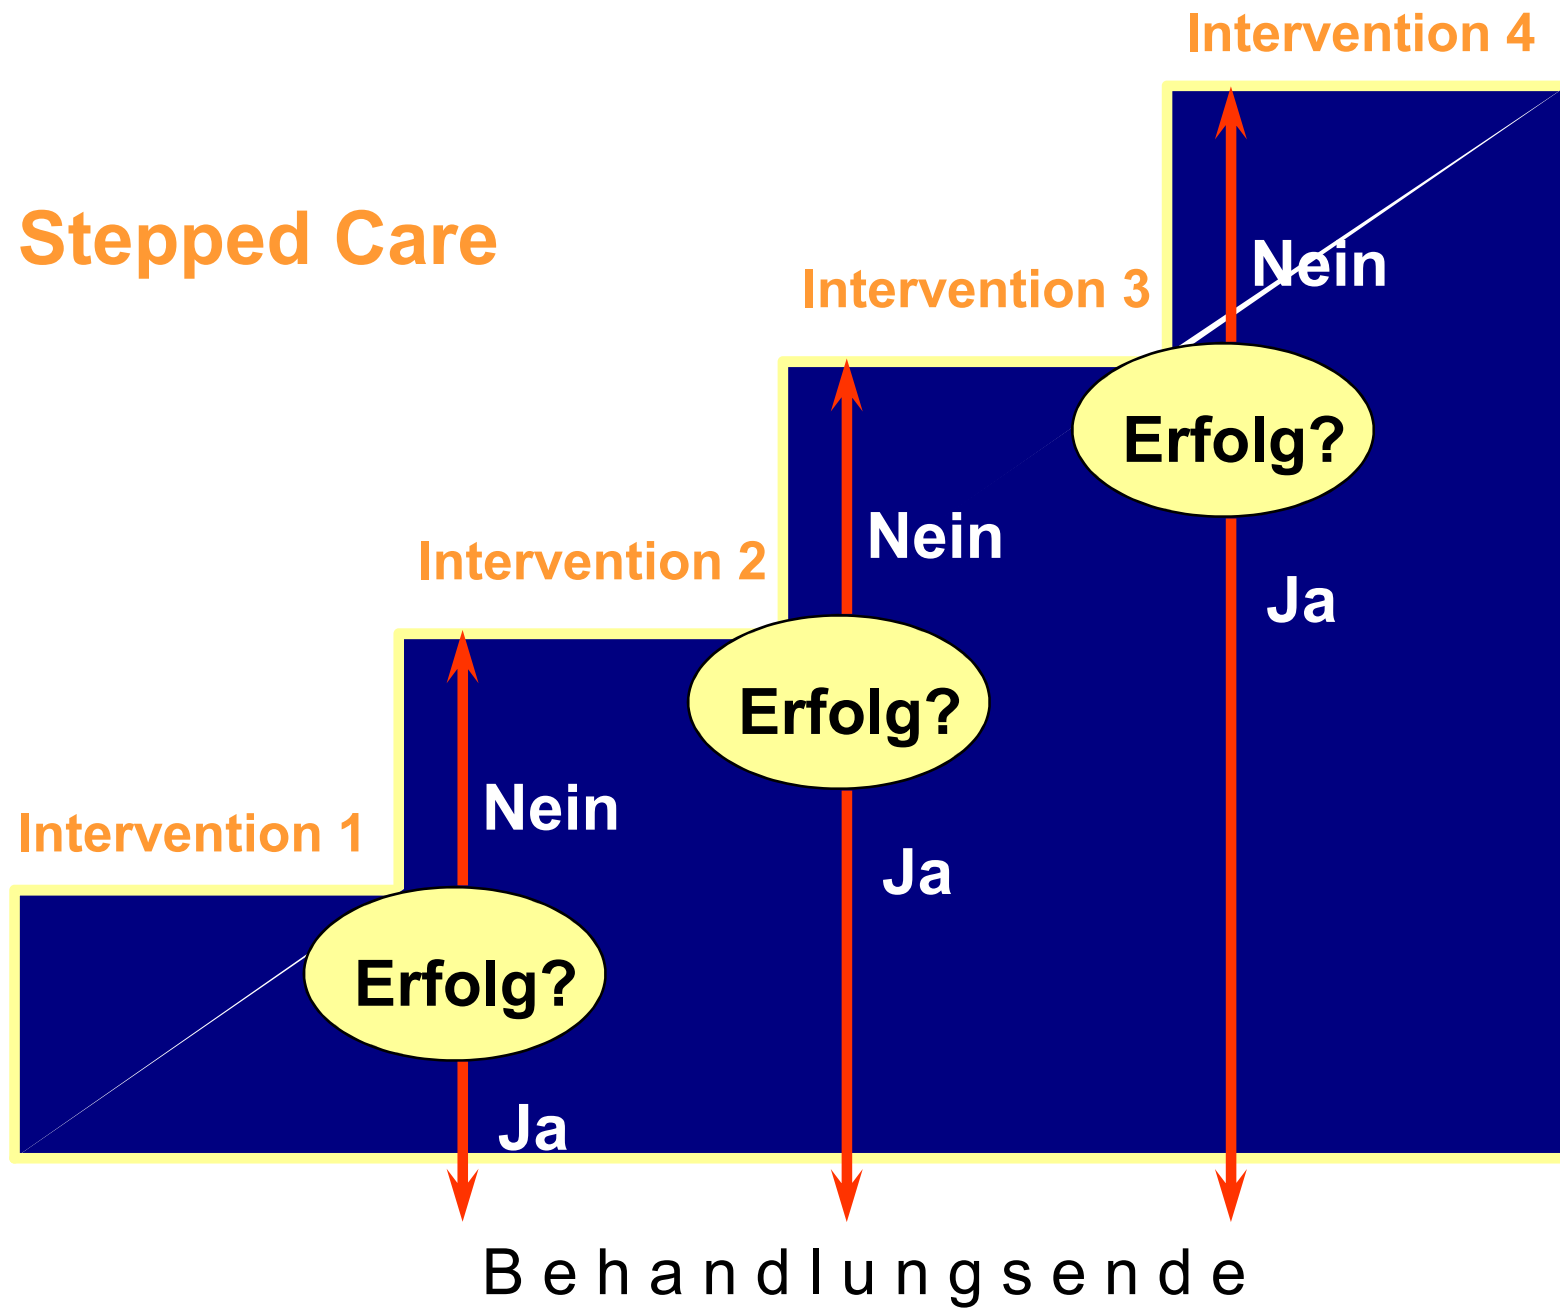 Intervention 4
Stepped Care
Nein
Intervention 3
Erfolg?
Nein
Intervention 2
Ja
Erfolg?
Nein
Intervention 1
Ja
Erfolg?
Ja
Behandlungsende